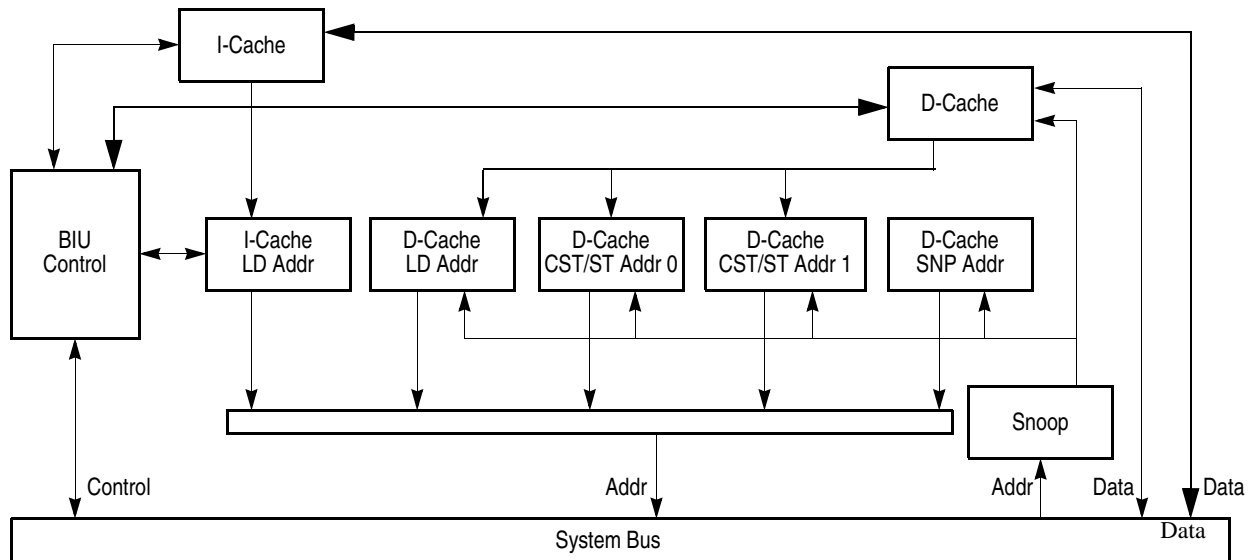 I-Cache
D-Cache
BIU
Control
I-Cache
LD Addr
D-Cache
LD Addr
D-Cache
CST/ST Addr 0
D-Cache
CST/ST Addr 1
D-Cache
SNP Addr
Snoop
Control
Addr
Addr
Data
Data
System Bus
Data